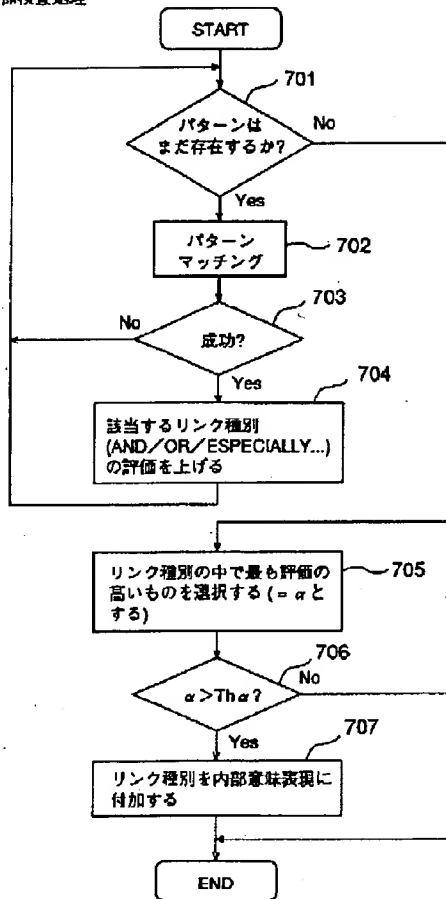 START
701
パターンは
まだ存在するか?
No
Yes
パターン
マッチング
702
703
No
成功?
Yes
704
該当するリンク種別
(AND/OR/ESPECIALLY...)
の評価を上げる
リンク種別の中で最も評価の
高いものを選択する(=αと
する)
705
706
α>Thα?
No
Yes
707
リンク種別を内部意味表現に
付加する
END